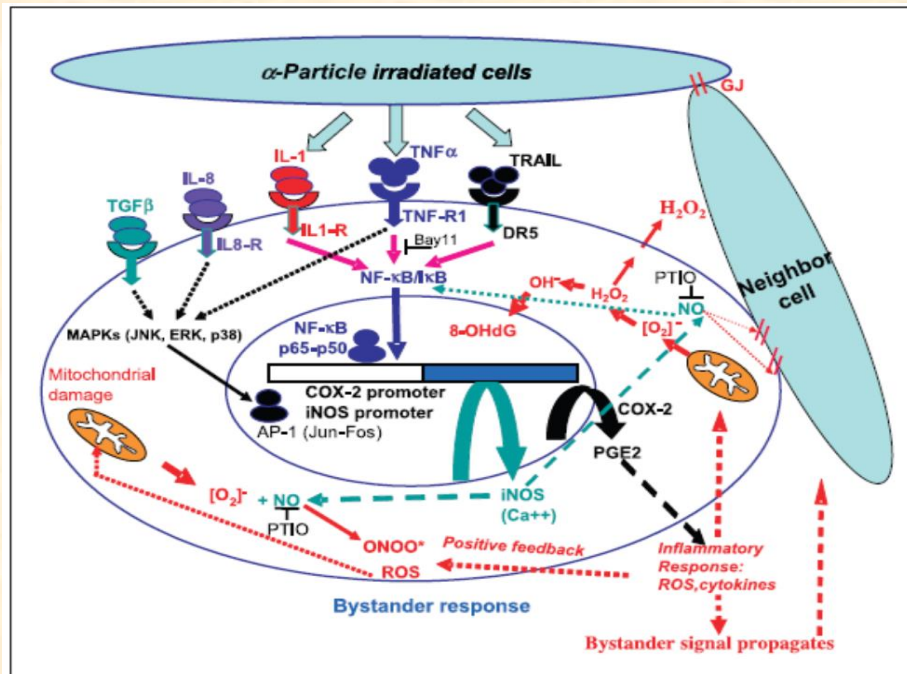 α-Particle irradiated cells
GJ
IL-1
TNFα
TRAIL
IL-8
TGFβ
H₂O₂
IL1-R
TNF-R1
IL8-R
DR5
Bay11
Neighbor
cell
PTIO
NF-κB/IκB
OH⁻
H₂O₂
NO
NF-κB
p65-p50
8-OHdG
[O₂]⁻
MAPKs (JNK, ERK, p38)
Mitochondrial
damage
COX-2 promoter
iNOS promoter
COX-2
AP-1 (Jun-Fos)
PGE2
[O₂]⁻
+ NO
iNOS
(Ca++)
PTIO
ONOO*
Positive feedback
Inflammatory
Response:
ROS,cytokines
ROS
Bystander response
Bystander signal propagates